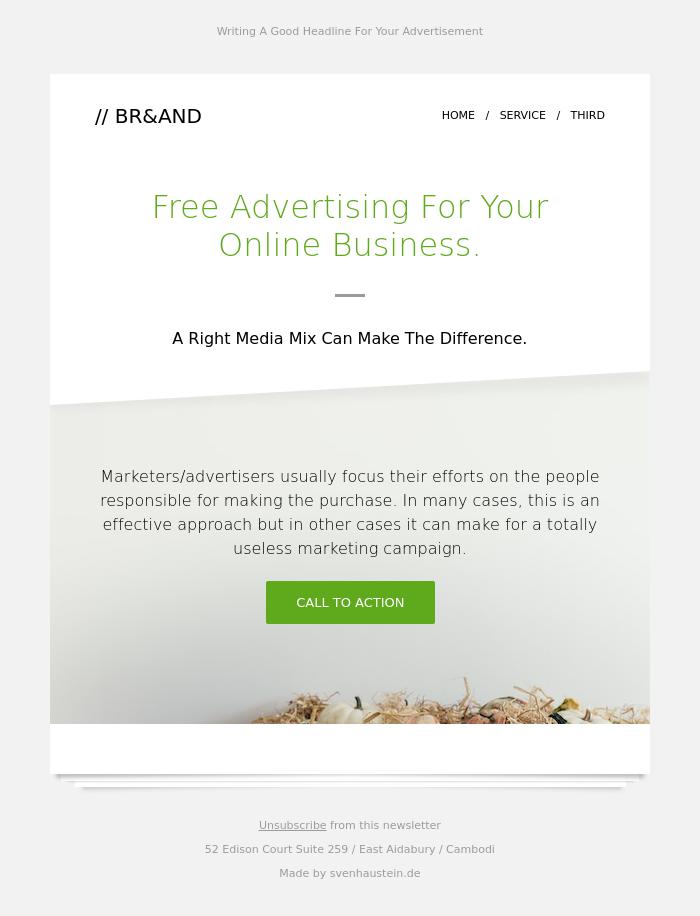 Writing A Good Headline For Your Advertisement
// BR&AND
HOME / SERVICE / THIRD
Free Advertising For Your
Online Business.
A Right Media Mix Can Make The Difference.
Marketers/advertisers usually focus their efforts on the people
responsible for making the purchase. In many cases, this is an
effective approach but in other cases it can make for a totally
useless marketing campaign.
CALL TO ACTION
Unsubscribe from this newsletter
52 Edison Court Suite 259 / East Aidabury / Cambodi
Made by svenhaustein.de